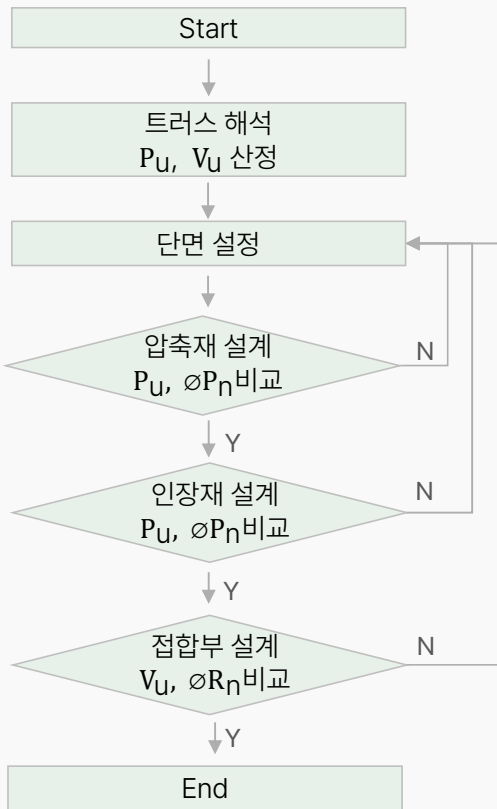 Start
트러스 해석
Pu, Vu 산정
단면 설정
압축재 설계
Pu, ∅Pn비교
N
Y
인장재 설계
Pu, ∅Pn비교
N
Y
접합부 설계
Vu, ∅Rn비교
N
Y
End